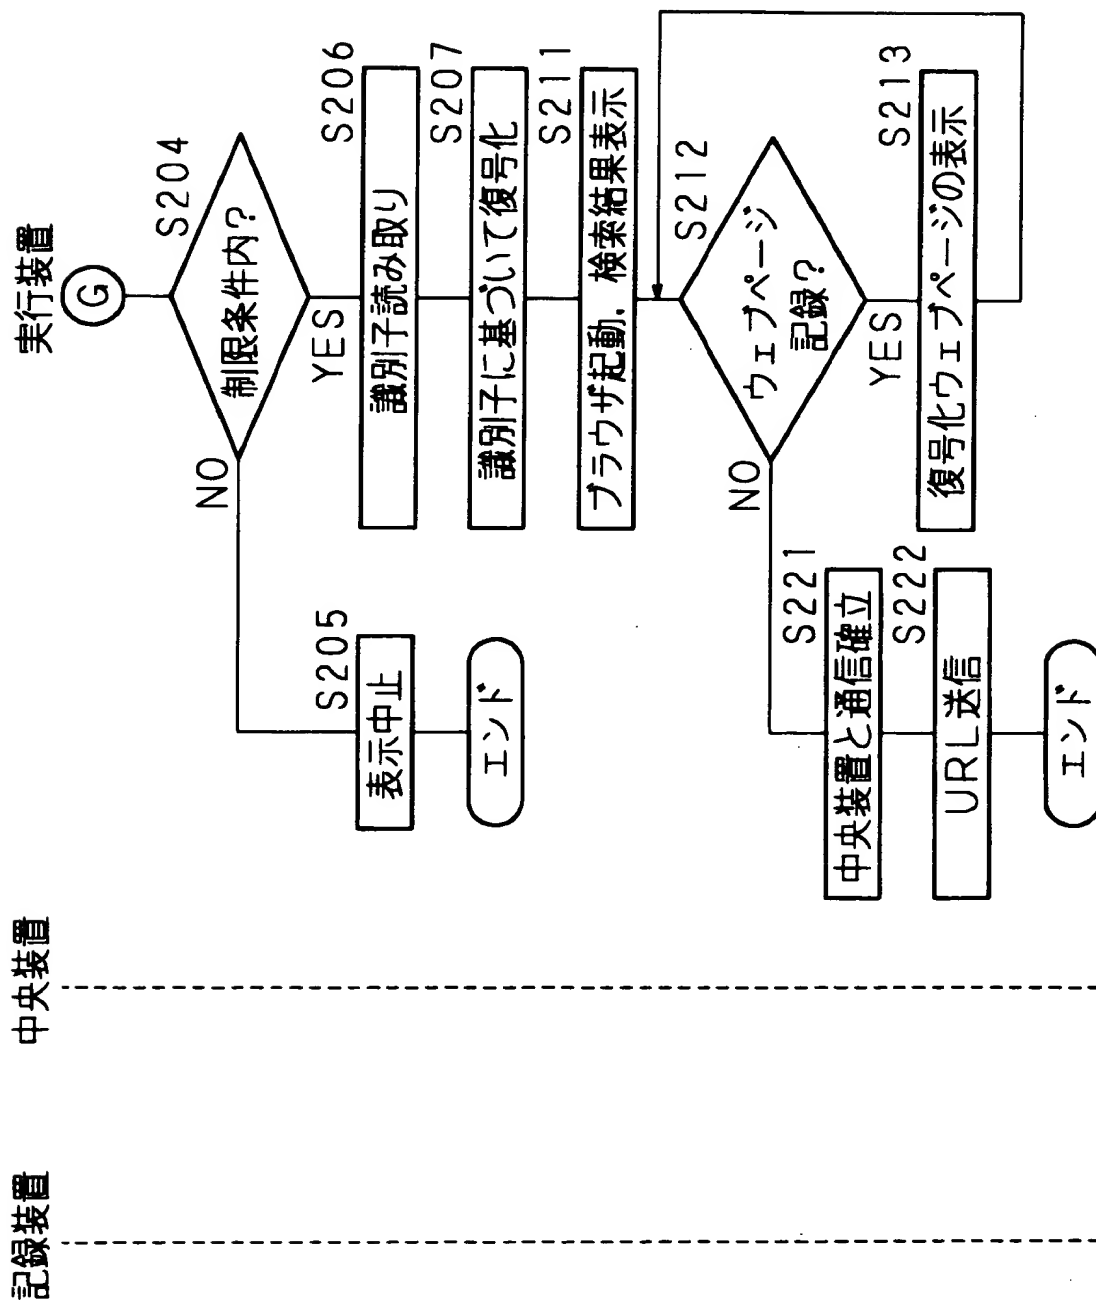 記録装置
中央装置
実行装置
G
S204
制限条件内?
NO
YES
S205
表示中止
エンド
S206
識別子読み取り
S207
識別子に基づいて復号化
S211
ブラウザ起動, 検索結果表示
S212
ウェブページ
記録?
NO
YES
S221
中央装置と通信確立
S222
URL送信
エンド
S213
復号化ウェブページの表示